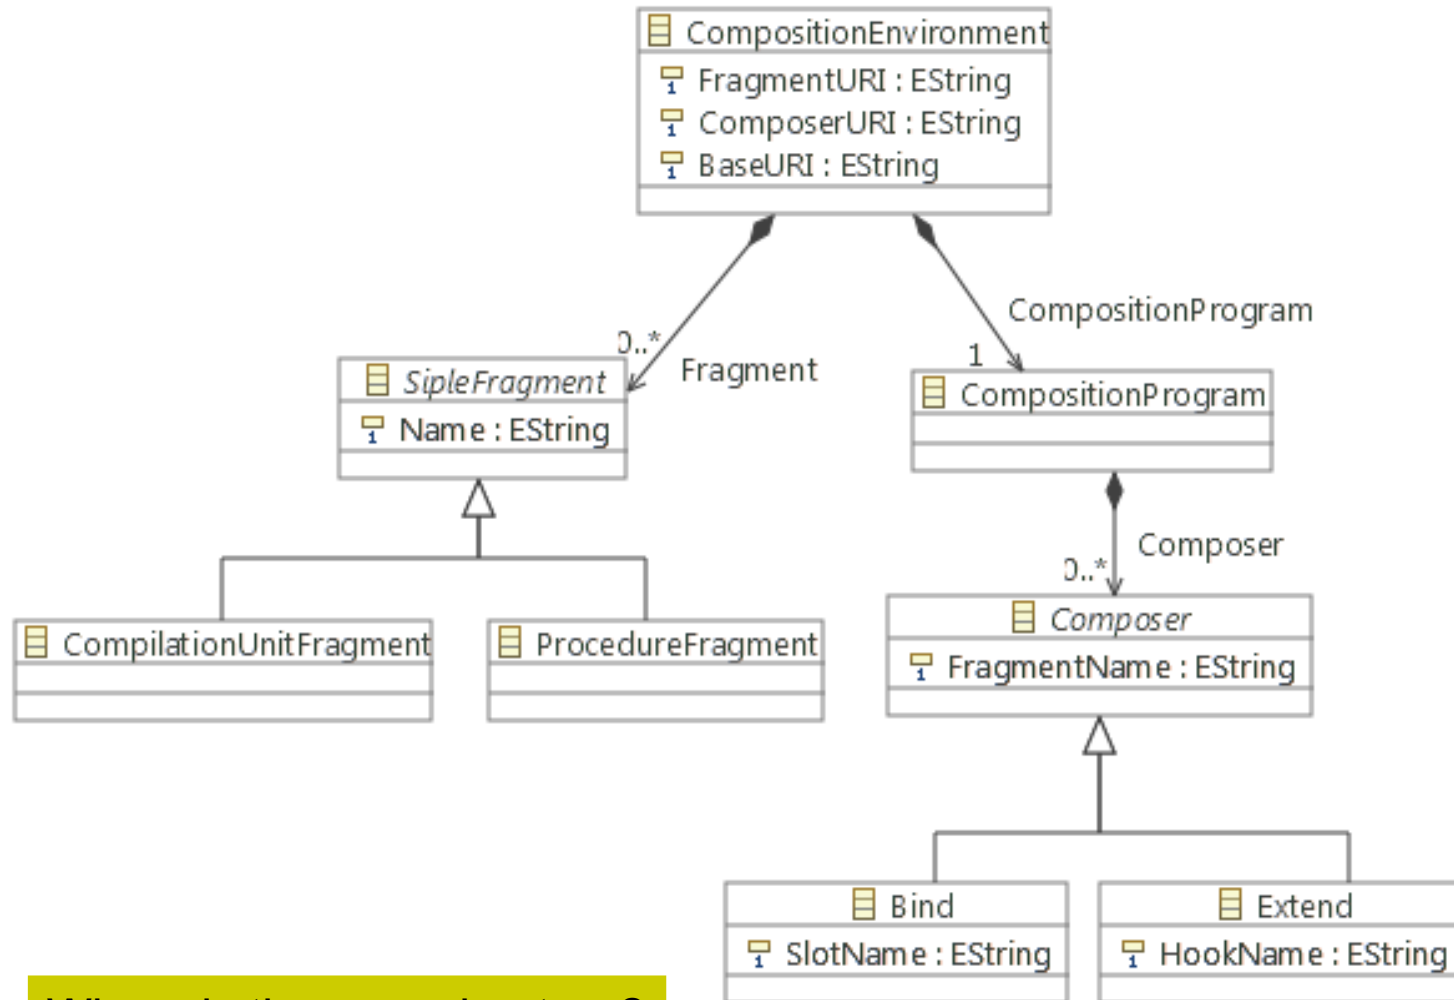 CompositionEnvironment
FragmentURI : EString
ComposerURI : EString
BaseURI : EString
CompositionProgram
0..*
Fragment
1
SipleFragment
Name : EString
CompositionProgram
Composer
0..*
CompilationUnitFragment
ProcedureFragment
Composer
FragmentName : EString
Bind
SlotName : EString
Extend
HookName : EString